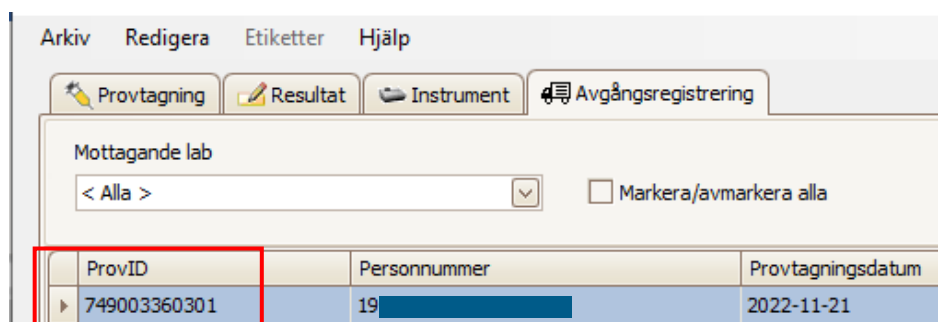 Arkiv Redigera Etiketter Hjälp
Provtagning Resultat Instrument Avgångsregistrering
Mottagande lab
< Alla > Markera/avmarkera alla
ProvID Personnummer Provtagningsdatum
749003360301 19 2022-11-21